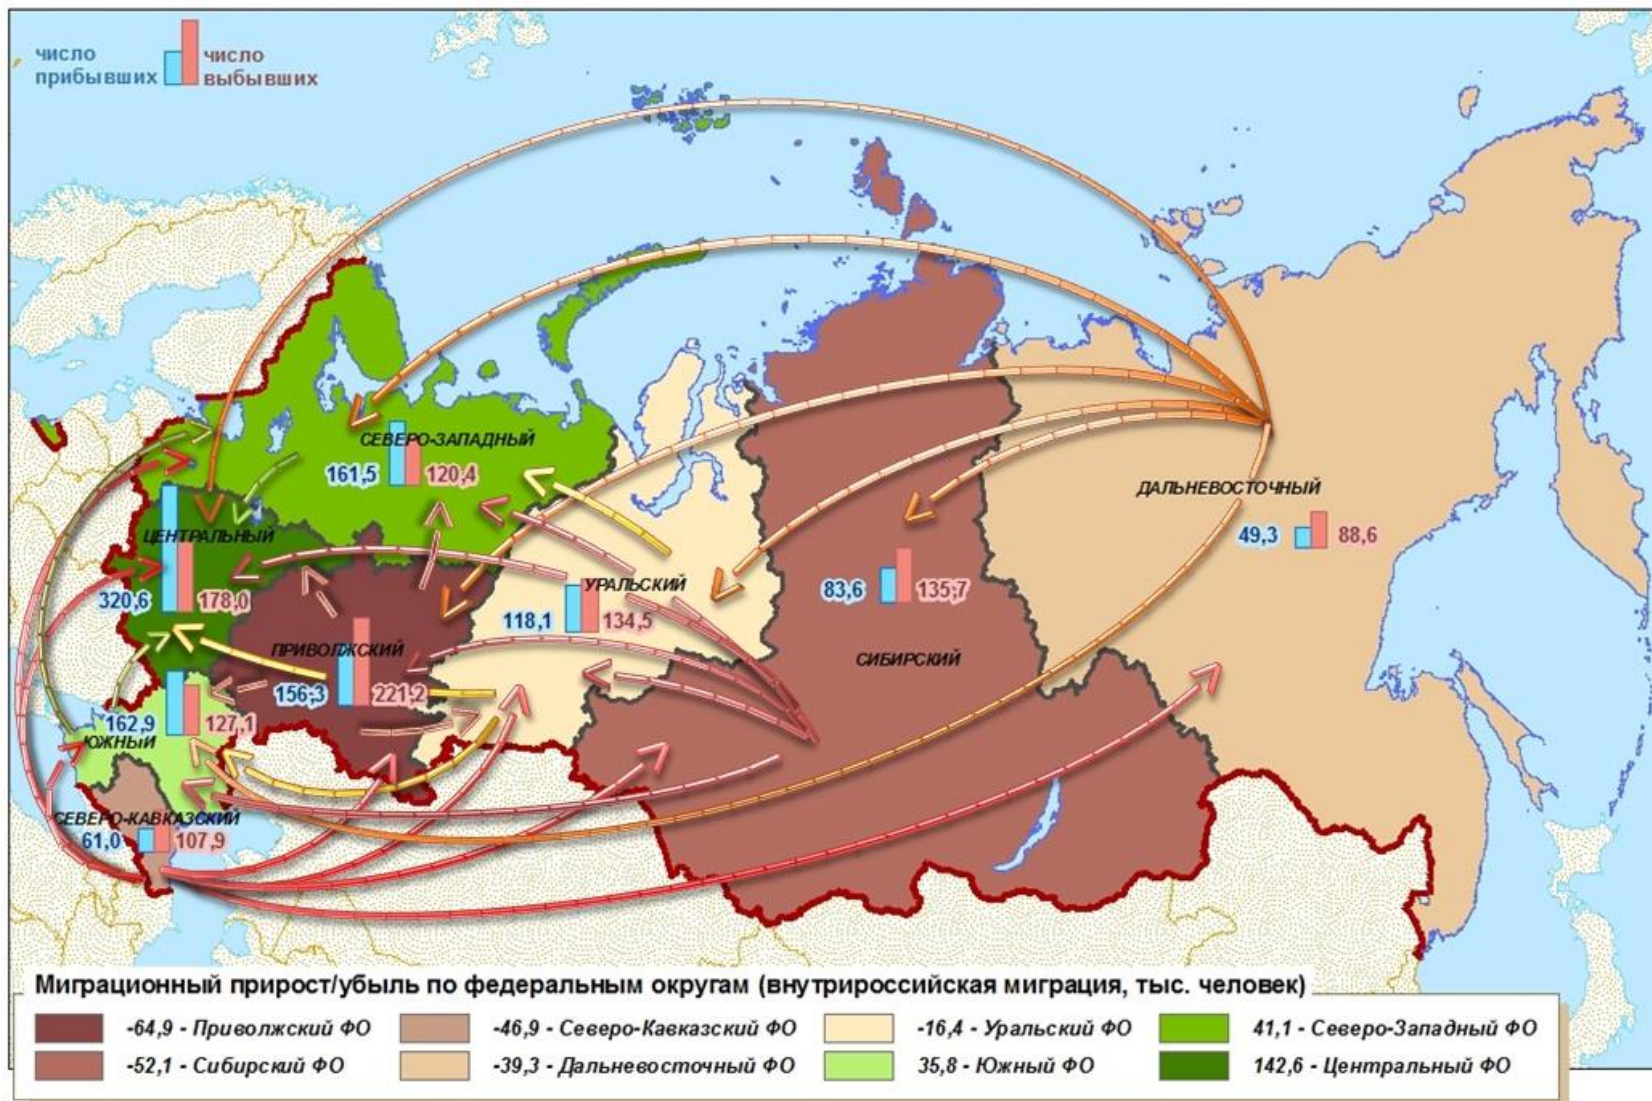 число
прибывших
число
выбывших
СЕВЕРО-ЗАПАДНЫЙ
161,5 120,4
ЦЕНТРАЛЬНЫЙ
320,6 178,0
УРАЛЬСКИЙ
118,1 134,5
ДАЛЬНЕВОСТОЧНЫЙ
49,3 88,6
83,6 135,7
СИБИРСКИЙ
ПРИВОЛЖСКИЙ
156,3 221,2
162,9 127,1
ЮЖНЫЙ
СЕВЕРО-КАВКАЗСКИЙ
61,0 107,9
Миграционный прирост/убыль по федеральным округам (внутрироссийская миграция, тыс. человек)
-64,9 - Приволжский ФО -46,9 - Северо-Кавказский ФО -16,4 - Уральский ФО 41,1 - Северо-Западный ФО
-52,1 - Сибирский ФО -39,3 - Дальневосточный ФО 35,8 - Южный ФО 142,6 - Центральный ФО